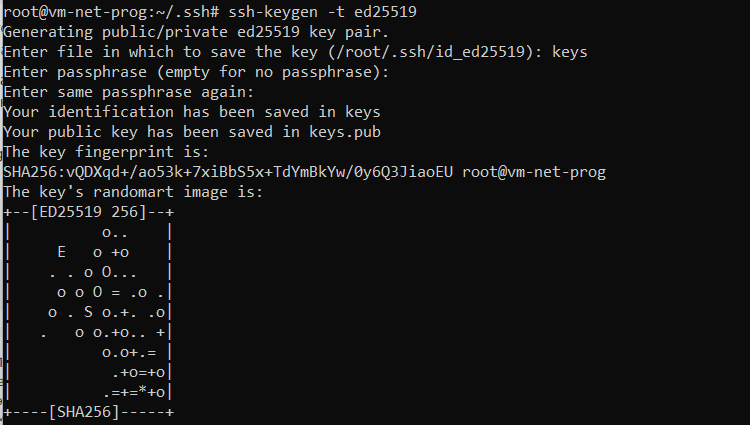 root@vm-net-prog:~/.ssh# ssh-keygen -t ed25519
Generating public/private ed25519 key pair.
Enter file in which to save the key (/root/.ssh/id_ed25519): keys
Enter passphrase (empty for no passphrase):
Enter same passphrase again:
Your identification has been saved in keys
Your public key has been saved in keys.pub
The key fingerprint is:
SHA256:vQDXqd+/ao53k+7xiBbS5x+TdYmBkYw/0y6Q3JiaoEU root@vm-net-prog
The key's randomart image is:
+--[ED25519 256]--+
|          o..    |
|     E   o +o    |
|    . . o O...   |
|     o o O = .o .|
|    o . S o.+. .o|
|   .   o o.+o.. +|
|          o.o+.= |
|           .+o=+o|
|          .=+=*+o|
+----[SHA256]-----+